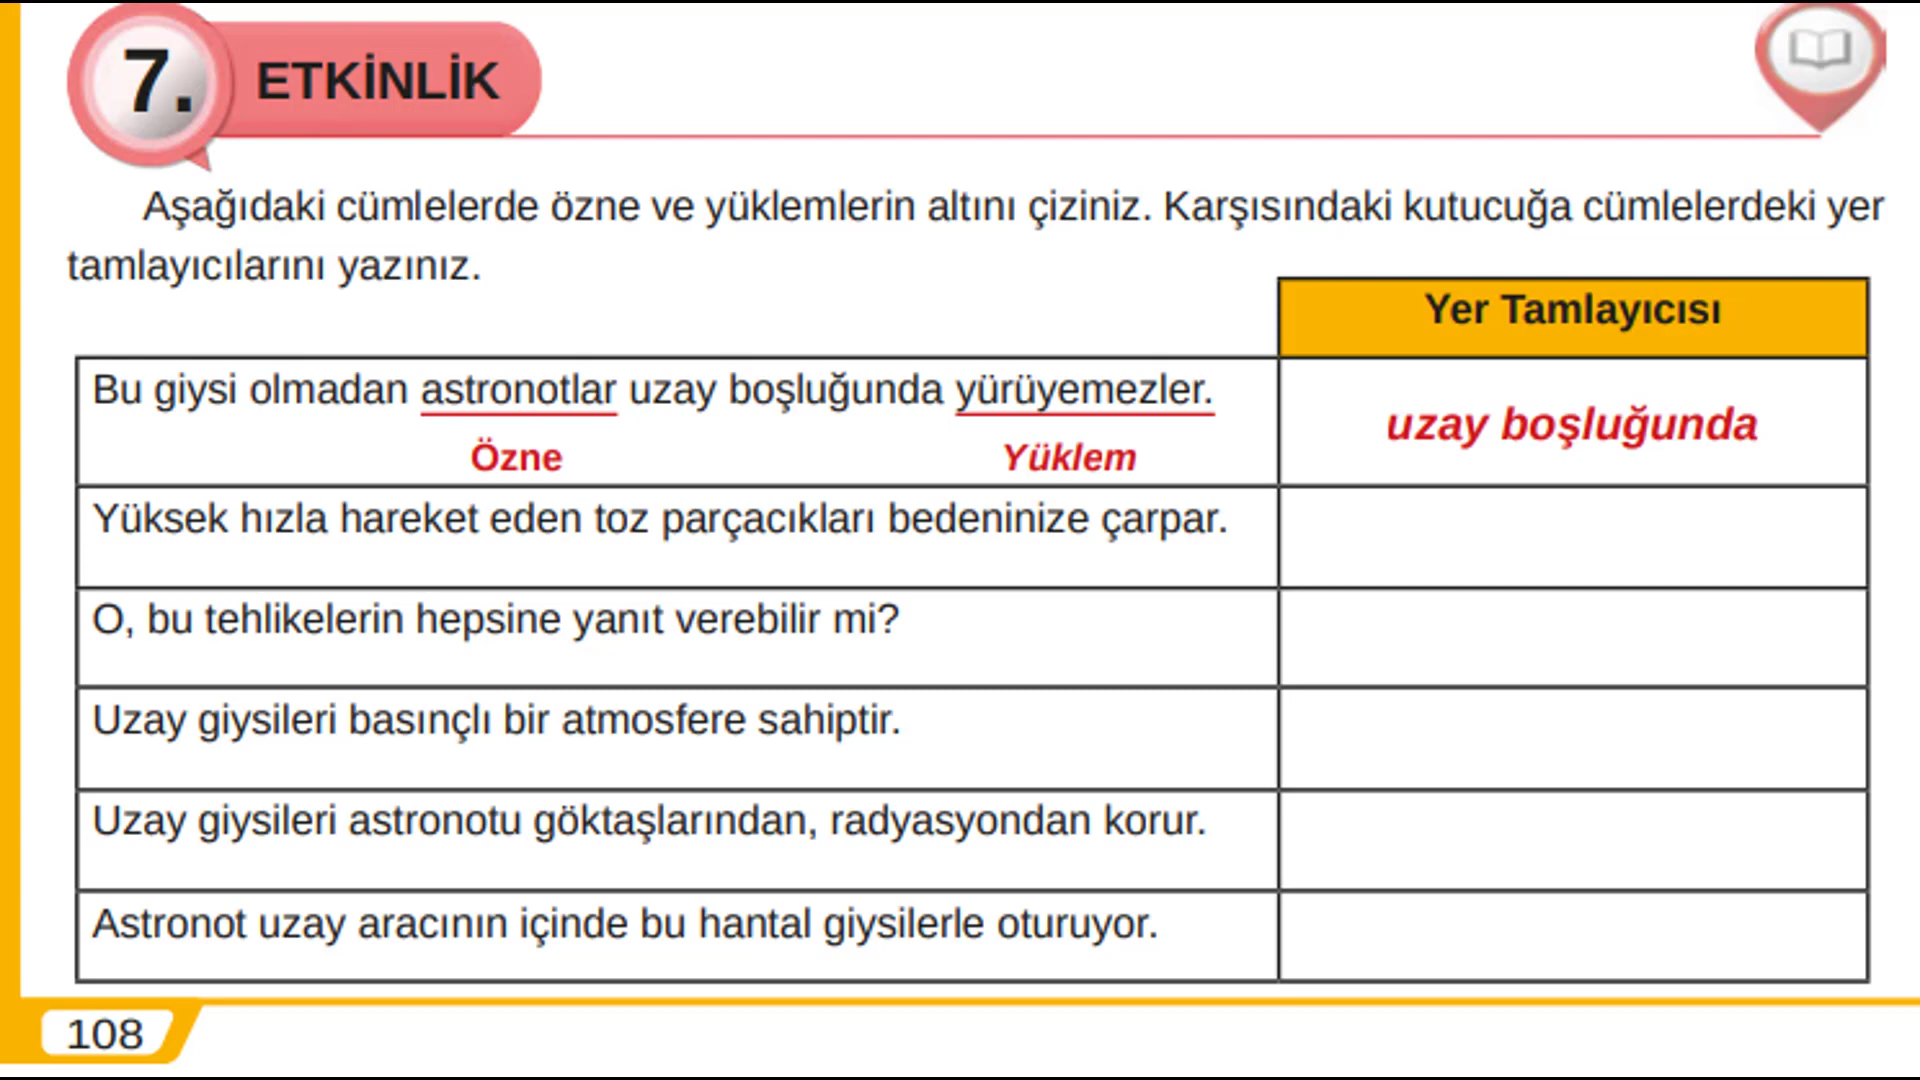 7. ETKİNLİK
Aşağıdaki cümlelerde özne ve yüklemlerin altını çiziniz. Karşısındaki kutucuğa cümlelerdeki yer
tamlayıcılarını yazınız.
Yer Tamlayıcısı
Bu giysi olmadan astronotlar uzay boşluğunda yürüyemezler.
Özne Yüklem
uzay boşluğunda
Yüksek hızla hareket eden toz parçacıkları bedeninize çarpar.
O, bu tehlikelerin hepsine yanıt verebilir mi?
Uzay giysileri basınçlı bir atmosfere sahiptir.
Uzay giysileri astronotu göktaşlarından, radyasyondan korur.
Astronot uzay aracının içinde bu hantal giysilerle oturuyor.
108